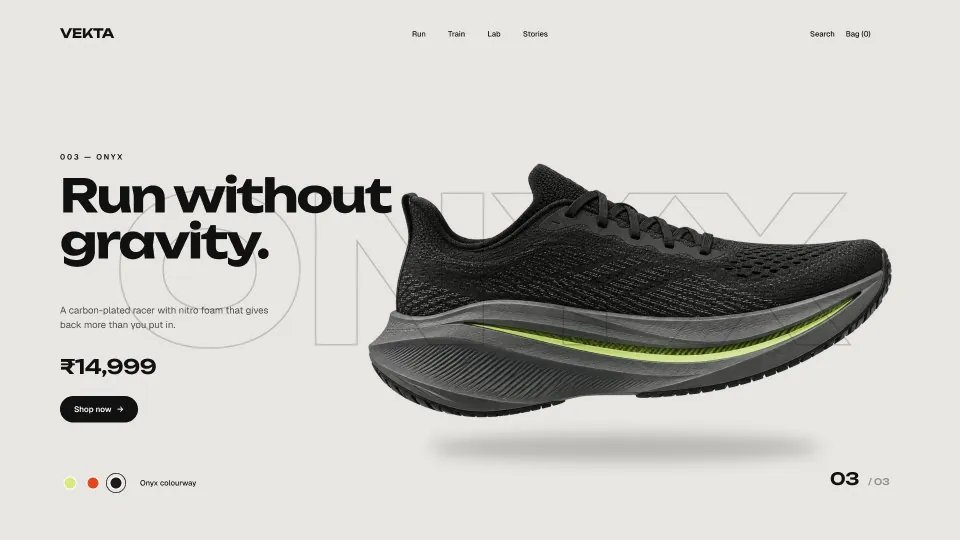 VEKTA
Run Train Lab Stories
Search Bag (0)
003 — ONYX
ONYX
Run without
gravity.
A carbon-plated racer with nitro foam that gives
back more than you put in.
₹14,999
Shop now →
Onyx colourway
03 / 03